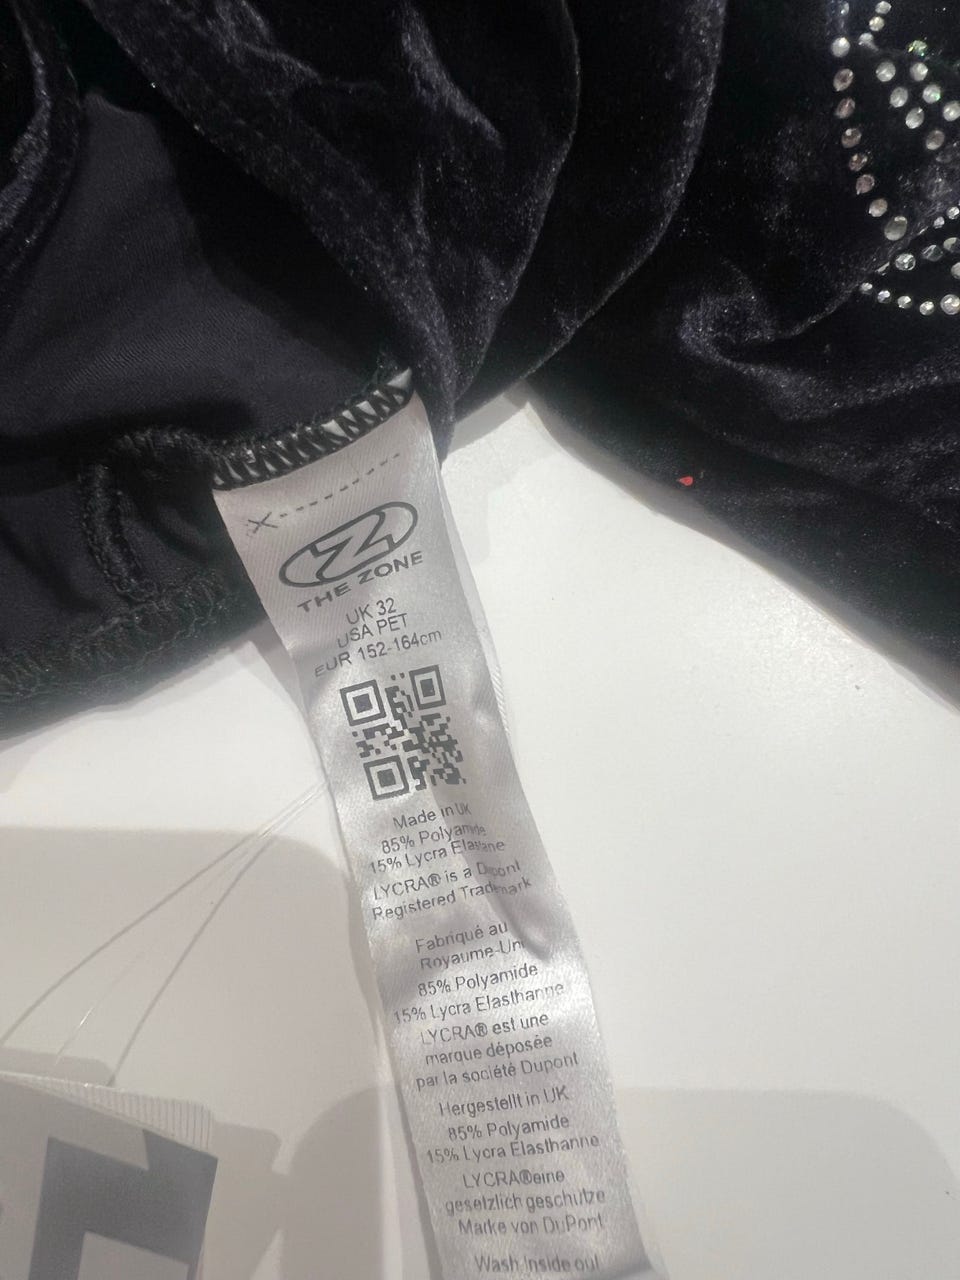 Z
THE ZONE
UK 32
USA PET
EUR 152-164cm
Made in UK
85% Polyamide
15% Lycra Elastane
LYCRA® is a Dupont
Registered Trademark
Fabriqué au
Royaume-Uni
85% Polyamide
15% Lycra Elasthanne
LYCRA® est une
marque déposée
par la société Dupont
Hergestellt in UK
85% Polyamide
15% Lycra Elasthanne
LYCRA®eine
gesetzlich geschutze
Marke von DuPont
Wash Inside out